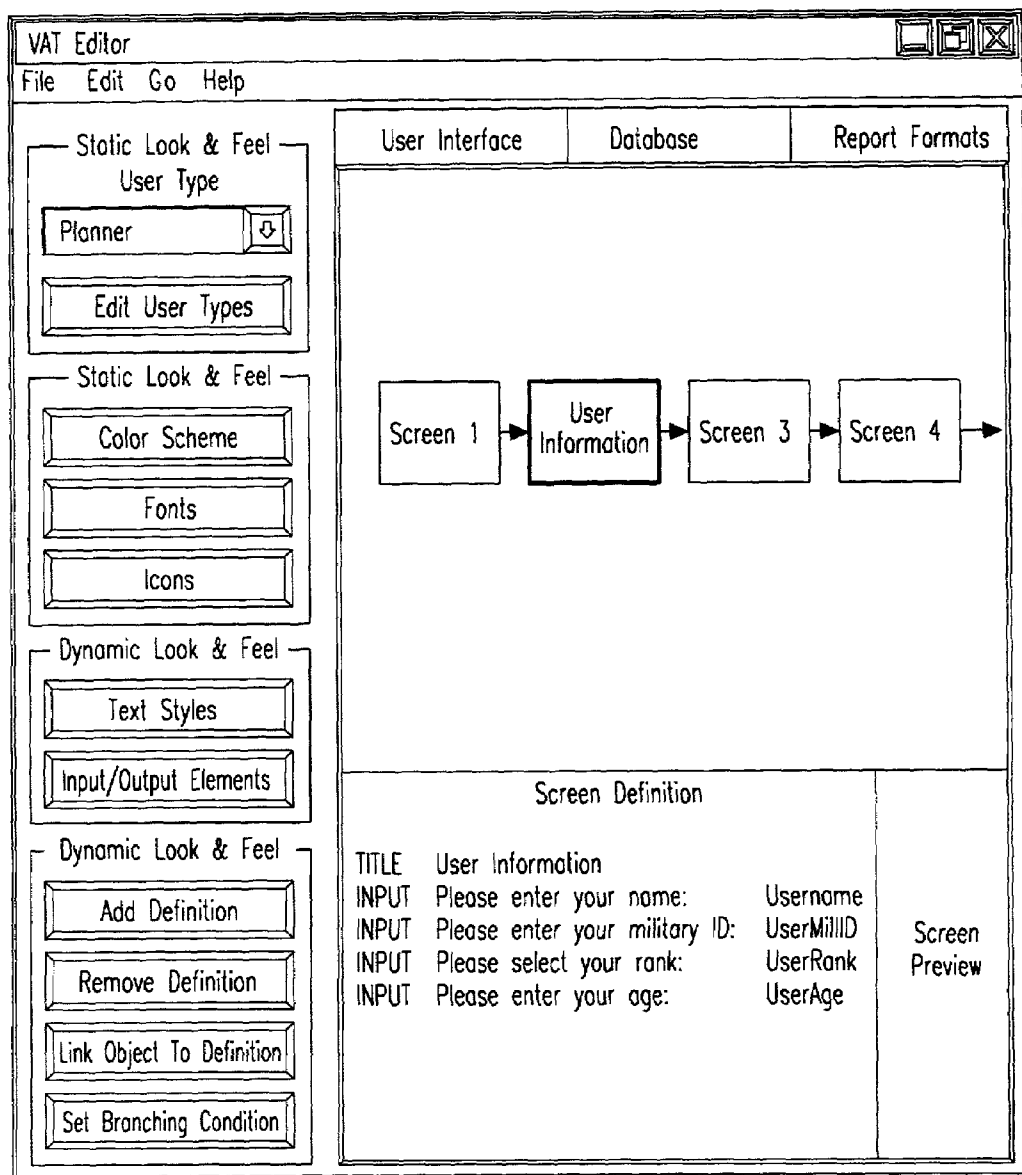 VAT Editor
File Edit Go Help
Static Look & Feel
User Type
Planner
Edit User Types
Static Look & Feel
Color Scheme
Fonts
Icons
Dynamic Look & Feel
Text Styles
Input/Output Elements
Dynamic Look & Feel
Add Definition
Remove Definition
Link Object To Definition
Set Branching Condition
User Interface Database Report Formats
Screen 1
User
Information
Screen 3
Screen 4
Screen Definition
TITLE User Information
INPUT Please enter your name: Username
INPUT Please enter your military ID: UserMilID
INPUT Please select your rank: UserRank
INPUT Please enter your age: UserAge
Screen
Preview